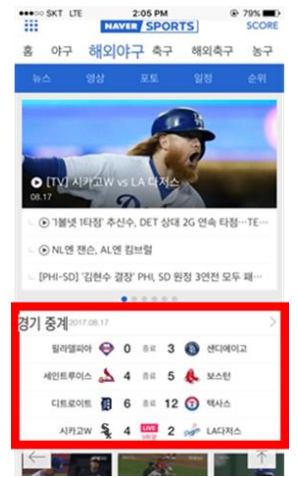 SKT LTE 2:05 PM 79%
NAVER SPORTS SCORE
홈 야구 해외야구 축구 해외축구 농구
뉴스 영상 포토 일정 순위
[TV] 시카고W vs LA 다저스
08.17
'1볼넷 1타점' 추신수, DET 상대 2G 연속 타점…TE…
NL엔 잰슨, AL엔 킴브럴
[PHI-SD] '김현수 결장' PHI, SD 원정 3연전 모두 패…
경기 중계 2017.08.17
필라델피아 0 종료 3 샌디에이고
세인트루이스 4 종료 5 보스턴
디트로이트 6 종료 12 텍사스
시카고W 4 LIVE 2 LA다저스